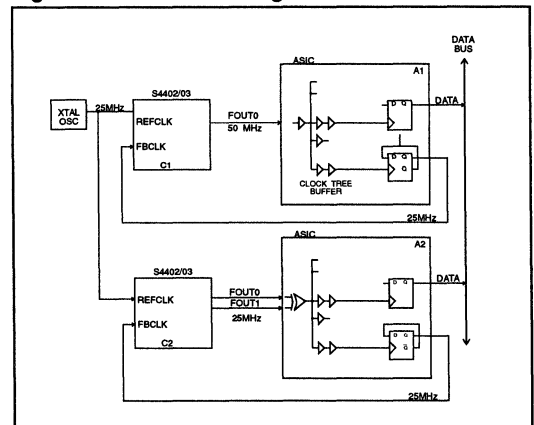 DATA
BUS
ASIC
A1
S4402/03
XTAL
OSC
25MHz
REFCLK
FOUT0
50 MHz
DATA
D Q
Q
FBCLK
C1
CLOCK TREE
BUFFER
25MHz
ASIC
A2
S4402/03
FOUT0
REFCLK
FOUT1
25MHz
DATA
FBCLK
C2
25MHz